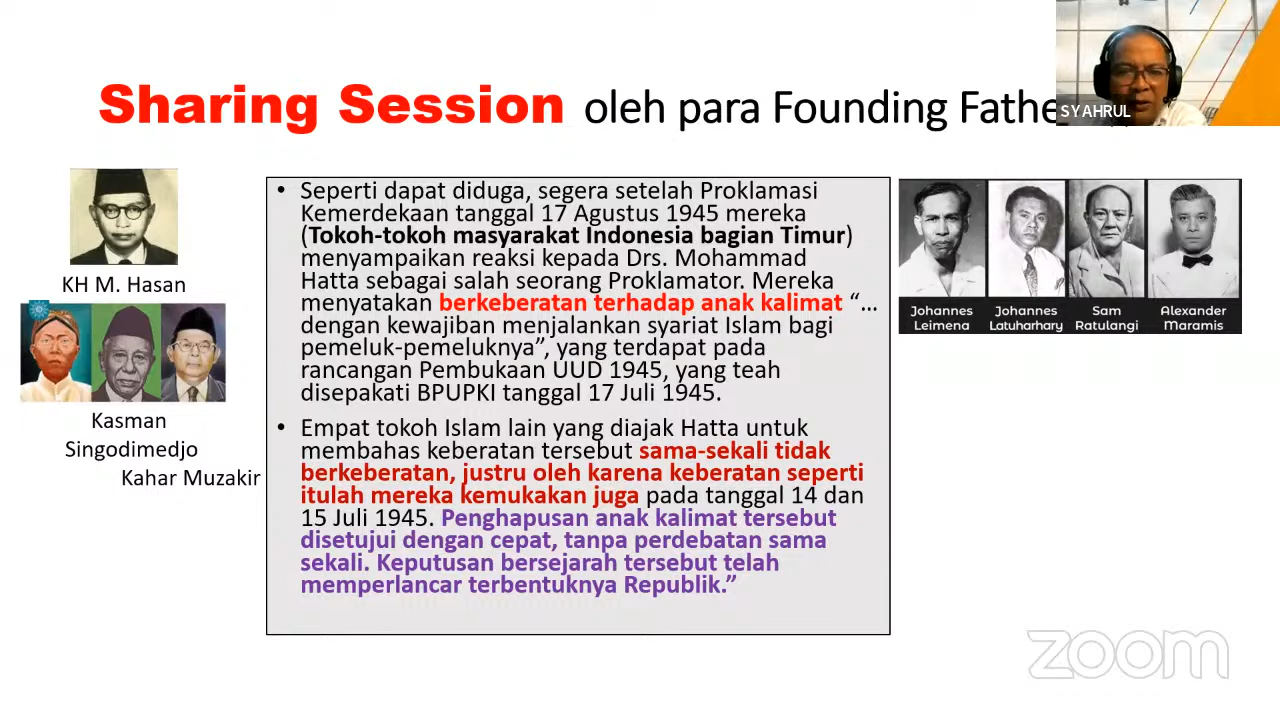 Sharing Session oleh para Founding Fathe
SYAHRUL
KH M. Hasan
Kasman
Singodimedjo
Kahar Muzakir
• Seperti dapat diduga, segera setelah Proklamasi
Kemerdekaan tanggal 17 Agustus 1945 mereka
(Tokoh-tokoh masyarakat Indonesia bagian Timur)
menyampaikan reaksi kepada Drs. Mohammad
Hatta sebagai salah seorang Proklamator. Mereka
menyatakan berkeberatan terhadap anak kalimat “...
dengan kewajiban menjalankan syariat Islam bagi
pemeluk-pemeluknya”, yang terdapat pada
rancangan Pembukaan UUD 1945, yang teah
disepakati BPUPKI tanggal 17 Juli 1945.
• Empat tokoh Islam lain yang diajak Hatta untuk
membahas keberatan tersebut sama-sekali tidak
berkeberatan, justru oleh karena keberatan seperti
itulah mereka kemukakan juga pada tanggal 14 dan
15 Juli 1945. Penghapusan anak kalimat tersebut
disetujui dengan cepat, tanpa perdebatan sama
sekali. Keputusan bersejarah tersebut telah
memperlancar terbentuknya Republik.”
Johannes Leimena
Johannes Latuharhary
Sam Ratulangi
Alexander Maramis
zoom